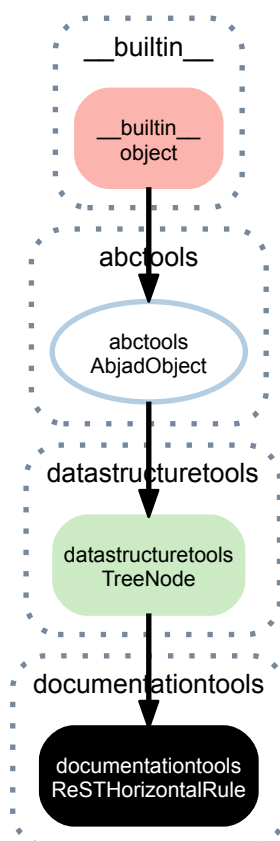 __builtin__
__builtin__
object
abctools
abctools
AbjadObject
datastructuretools
datastructuretools
TreeNode
documentationtools
documentationtools
ReSTHorizontalRule